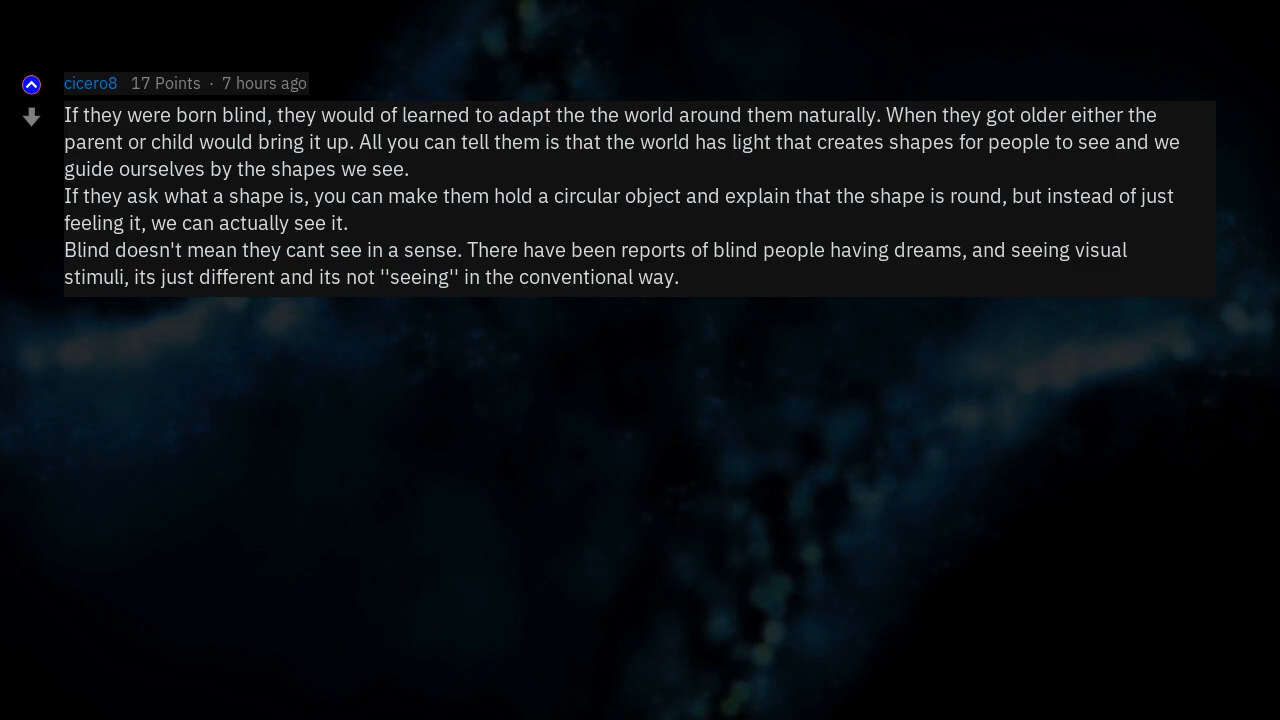 cicero8 17 Points · 7 hours ago
If they were born blind, they would of learned to adapt the the world around them naturally. When they got older either the
parent or child would bring it up. All you can tell them is that the world has light that creates shapes for people to see and we
guide ourselves by the shapes we see.
If they ask what a shape is, you can make them hold a circular object and explain that the shape is round, but instead of just
feeling it, we can actually see it.
Blind doesn't mean they cant see in a sense. There have been reports of blind people having dreams, and seeing visual
stimuli, its just different and its not ''seeing'' in the conventional way.